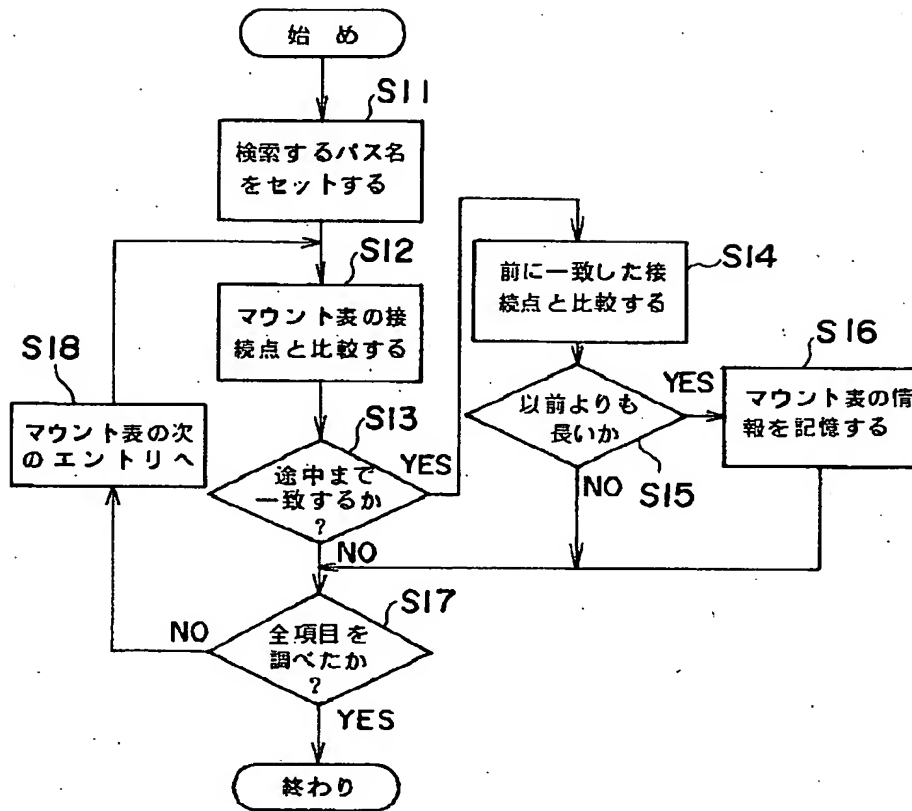 始め
S11
検索するパス名
をセットする
S12
マウント表の接
続点と比較する
S13
途中まで
一致するか
?
YES
NO
S14
前に一致した接
続点と比較する
以前よりも
長いか
YES
NO
S15
S16
マウント表の情
報を記憶する
S17
全項目を
調べたか
?
NO
YES
S18
マウント表の次
のエントリへ
終わり